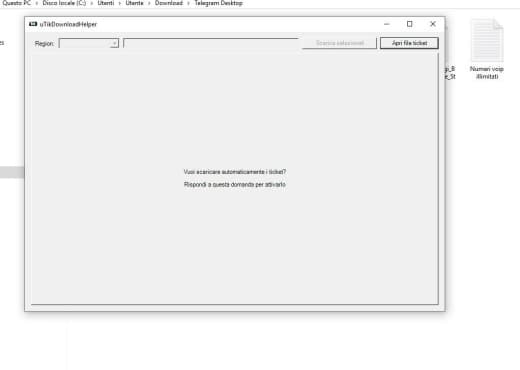 Questo PC › Disco locale (C:) › Utenti › Utente › Download › Telegram Desktop
uTikDownloadHelper
Region:
Scarica selezionati
Apri file ticket
Numeri voip
illimitati
Vuoi scaricare automaticamente i ticket?
Rispondi a questa domanda per attivarlo